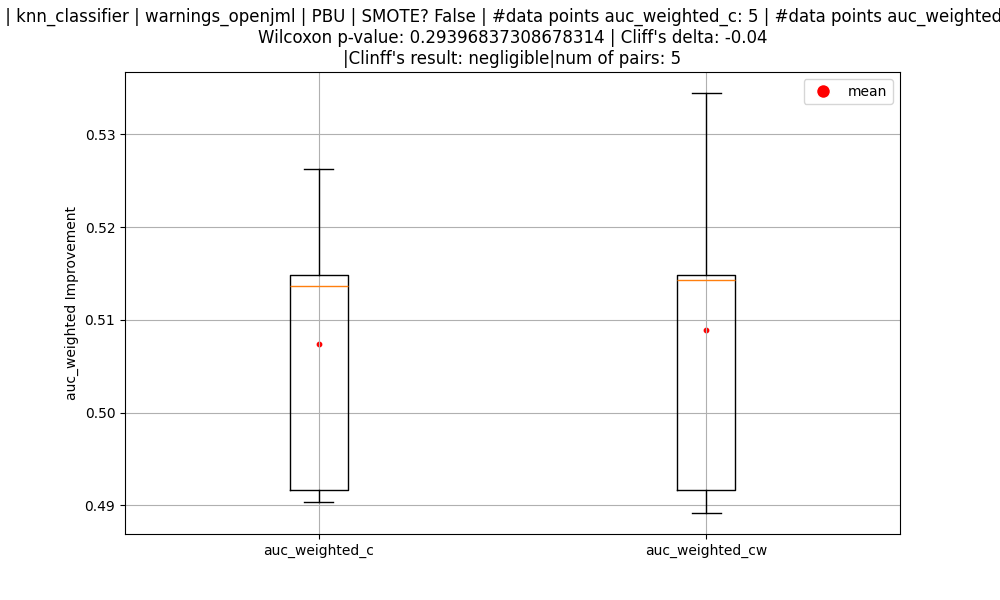 | knn_classifier | warnings_openjml | PBU | SMOTE? False | #data points auc_weighted_c: 5 | #data points auc_weighted
Wilcoxon p-value: 0.29396837308678314 | Cliff's delta: -0.04
|Clinff's result: negligible|num of pairs: 5
mean
0.53
0.52
0.51
0.50
0.49
auc_weighted Improvement
auc_weighted_c
auc_weighted_cw